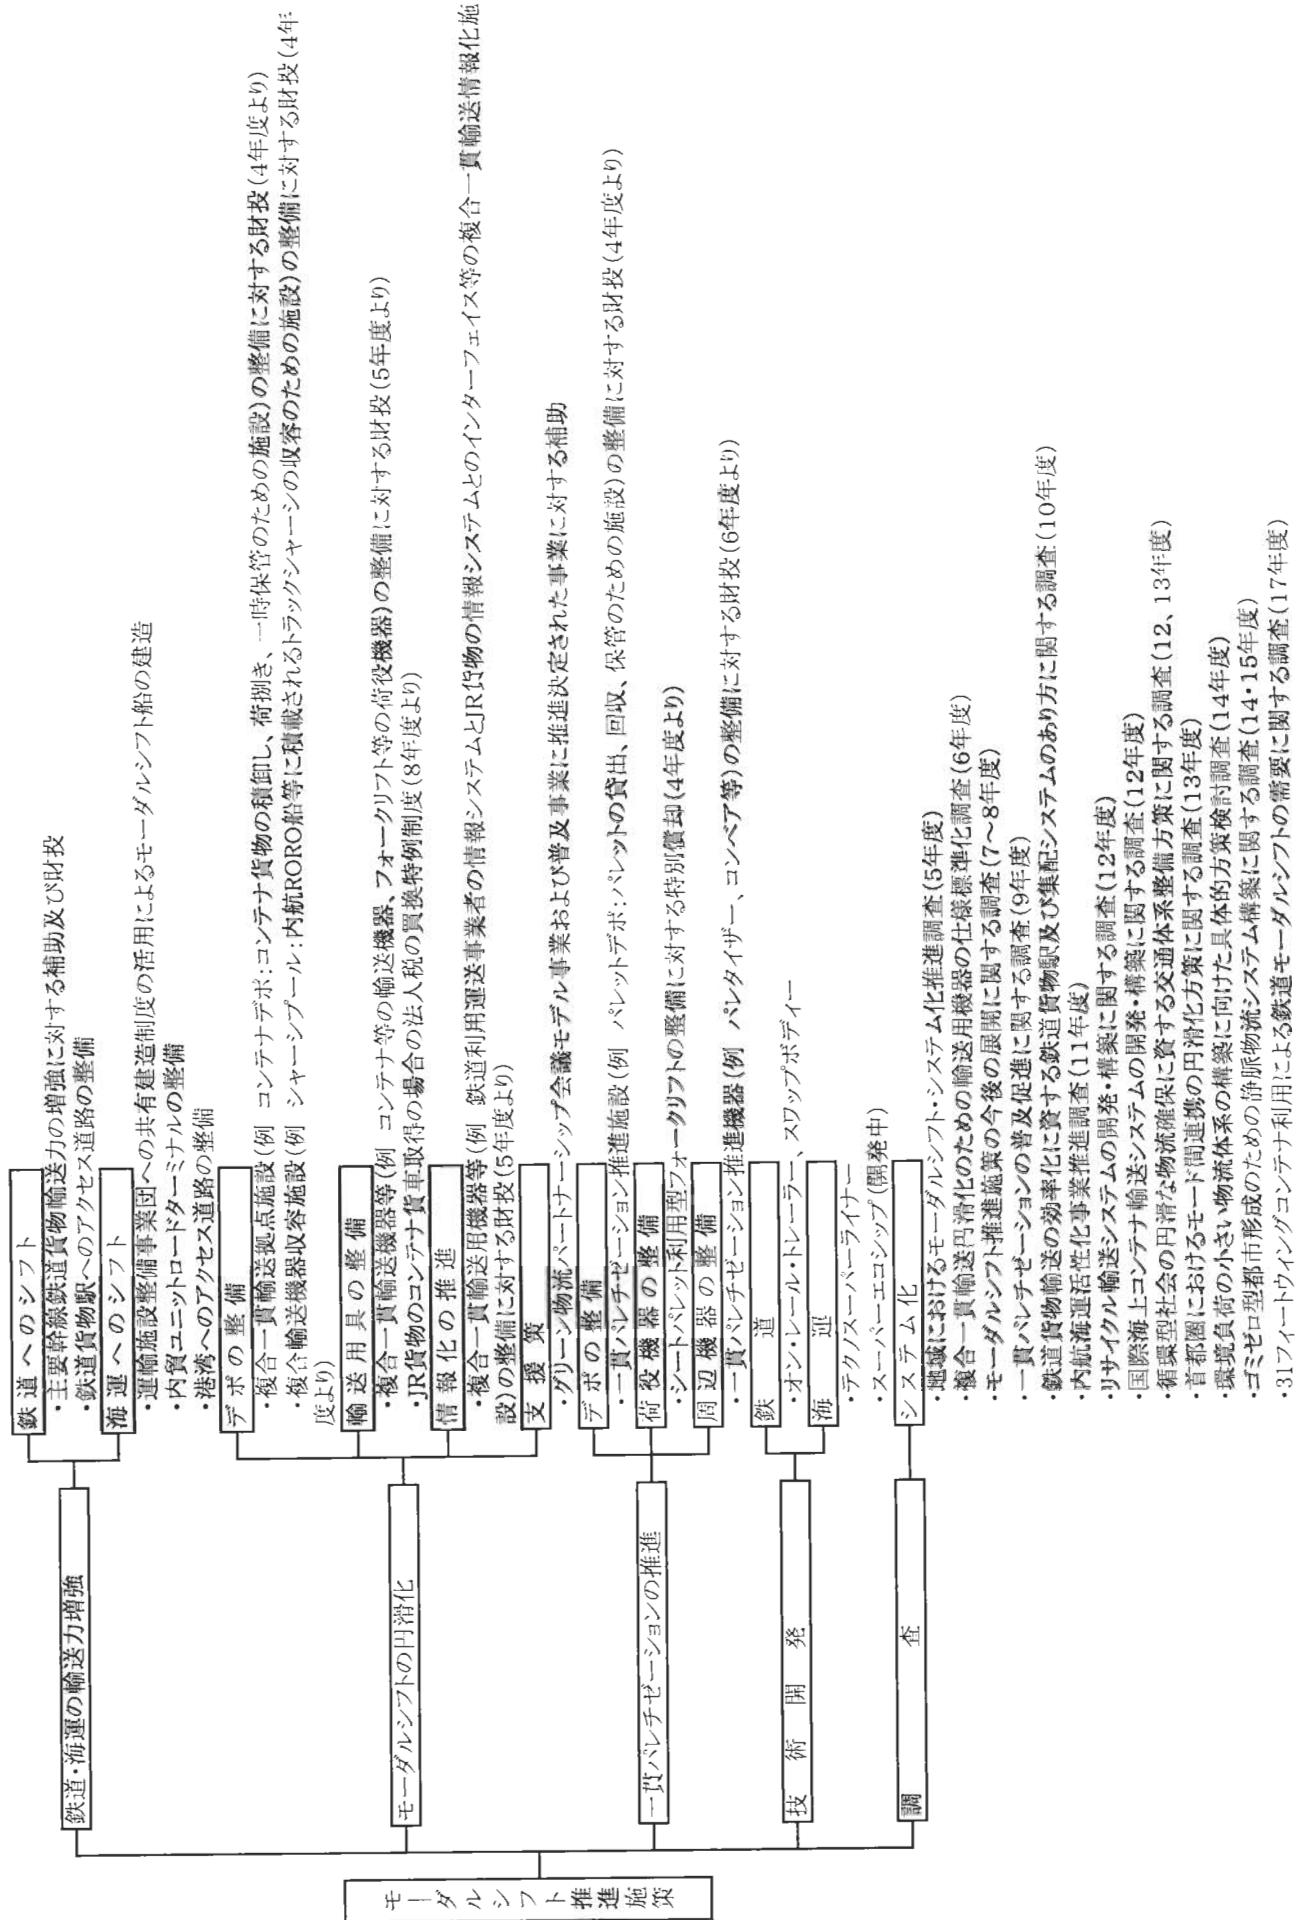 モーダルシフト推進施策
鉄道・海運の輸送力増強
鉄道へのシフト
・主要幹線鉄道貨物輸送力の増強に対する補助及び財投
・鉄道貨物駅へのアクセス道路の整備
海運へのシフト
・運輸施設整備事業団への共有建造制度の活用によるモーダルシフト船の建造
・内貿ユニットロードターミナルの整備
・港湾へのアクセス道路の整備
モーダルシフトの円滑化
デポの整備
・複合一貫輸送拠点施設(例 コンテナデポ:コンテナ貨物の積卸し、荷捌き、一時保管のための施設)の整備に対する財投(4年度より)
・複合輸送機器収容施設(例 シャーシプール:内航RORO船等に積載されるトラックシャーシの収容のための施設)の整備に対する財投(4年
度より)
輸送用具の整備
・複合一貫輸送機器等(例 コンテナ等の輸送機器、フォークリフト等の荷役機器)の整備に対する財投(5年度より)
・JR貨物のコンテナ貨車取得の場合の法人税の買換特例制度(8年度より)
情報化の推進
・複合一貫輸送用機器等(例 鉄道利用運送事業者の情報システムとJR貨物の情報システムとのインターフェイス等の複合一貫輸送情報化施
設)の整備に対する財投(5年度より)
支援策
・グリーン物流パートナーシップ会議モデル事業および普及事業に推進決定された事業に対する補助
一貫パレチゼーションの推進
デポの整備
・一貫パレチゼーション推進施設(例 パレットデポ:パレットの貸出、回収、保管のための施設)の整備に対する財投(4年度より)
荷役機器の整備
・シートパレット利用型フォークリフトの整備に対する特別償却(4年度より)
周辺機器の整備
・一貫パレチゼーション推進機器(例 パレタイザー、コンベア等)の整備に対する財投(6年度より)
技術開発
鉄道
・オン・レール・トレーラー、スワップボディー
海運
・テクノスーパーライナー
・スーパーエコシップ(開発中)
調査
システム化
・地域におけるモーダルシフト・システム化推進調査(5年度)
・複合一貫輸送円滑化のための輸送用機器の仕様標準化調査(6年度)
・モーダルシフト推進施策の今後の展開に関する調査(7〜8年度)
・一貫パレチゼーションの普及促進に関する調査(9年度)
・鉄道貨物輸送の効率化に資する鉄道貨物駅及び集配システムのあり方に関する調査(10年度)
・内航海運活性化事業推進調査(11年度)
・リサイクル輸送システムの開発・構築に関する調査(12年度)
・国際海上コンテナ輸送システムの開発・構築に関する調査(12年度)
・循環型社会の円滑な物流確保に資する交通体系整備方策に関する調査(12、13年度)
・首都圏におけるモード間連携の円滑化方策に関する調査(13年度)
・環境負荷の小さい物流体系の構築に向けた具体的方策検討調査(14年度)
・ゴミゼロ型都市形成のための静脈物流システム構築に関する調査(14・15年度)
・31フィートウィングコンテナ利用による鉄道モーダルシフトの需要に関する調査(17年度)